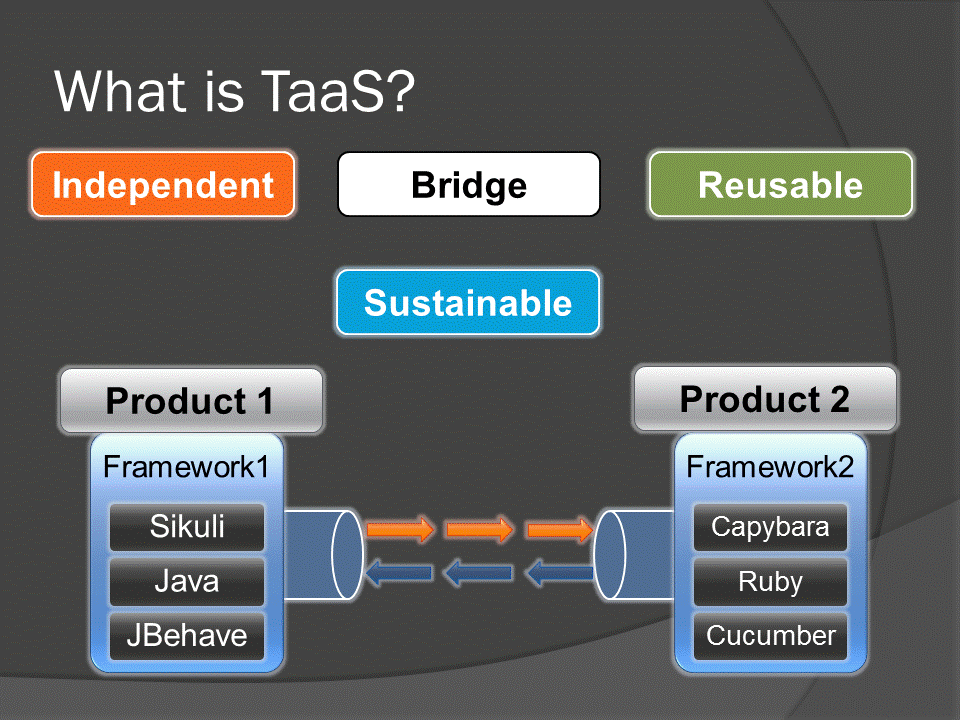 What is TaaS?
Independent
Bridge
Reusable
Sustainable
Product 1
Framework1
Sikuli
Java
JBehave
Product 2
Framework2
Capybara
Ruby
Cucumber